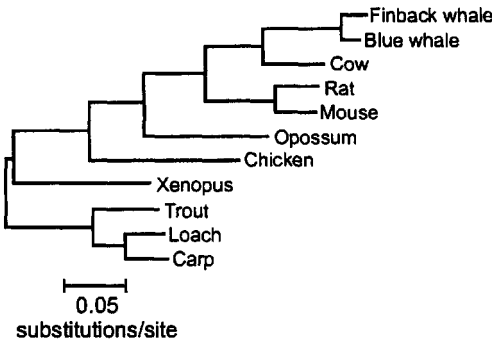 Finback whale
Blue whale
Cow
Rat
Mouse
Opossum
Chicken
Xenopus
Trout
Loach
Carp
0.05
substitutions/site